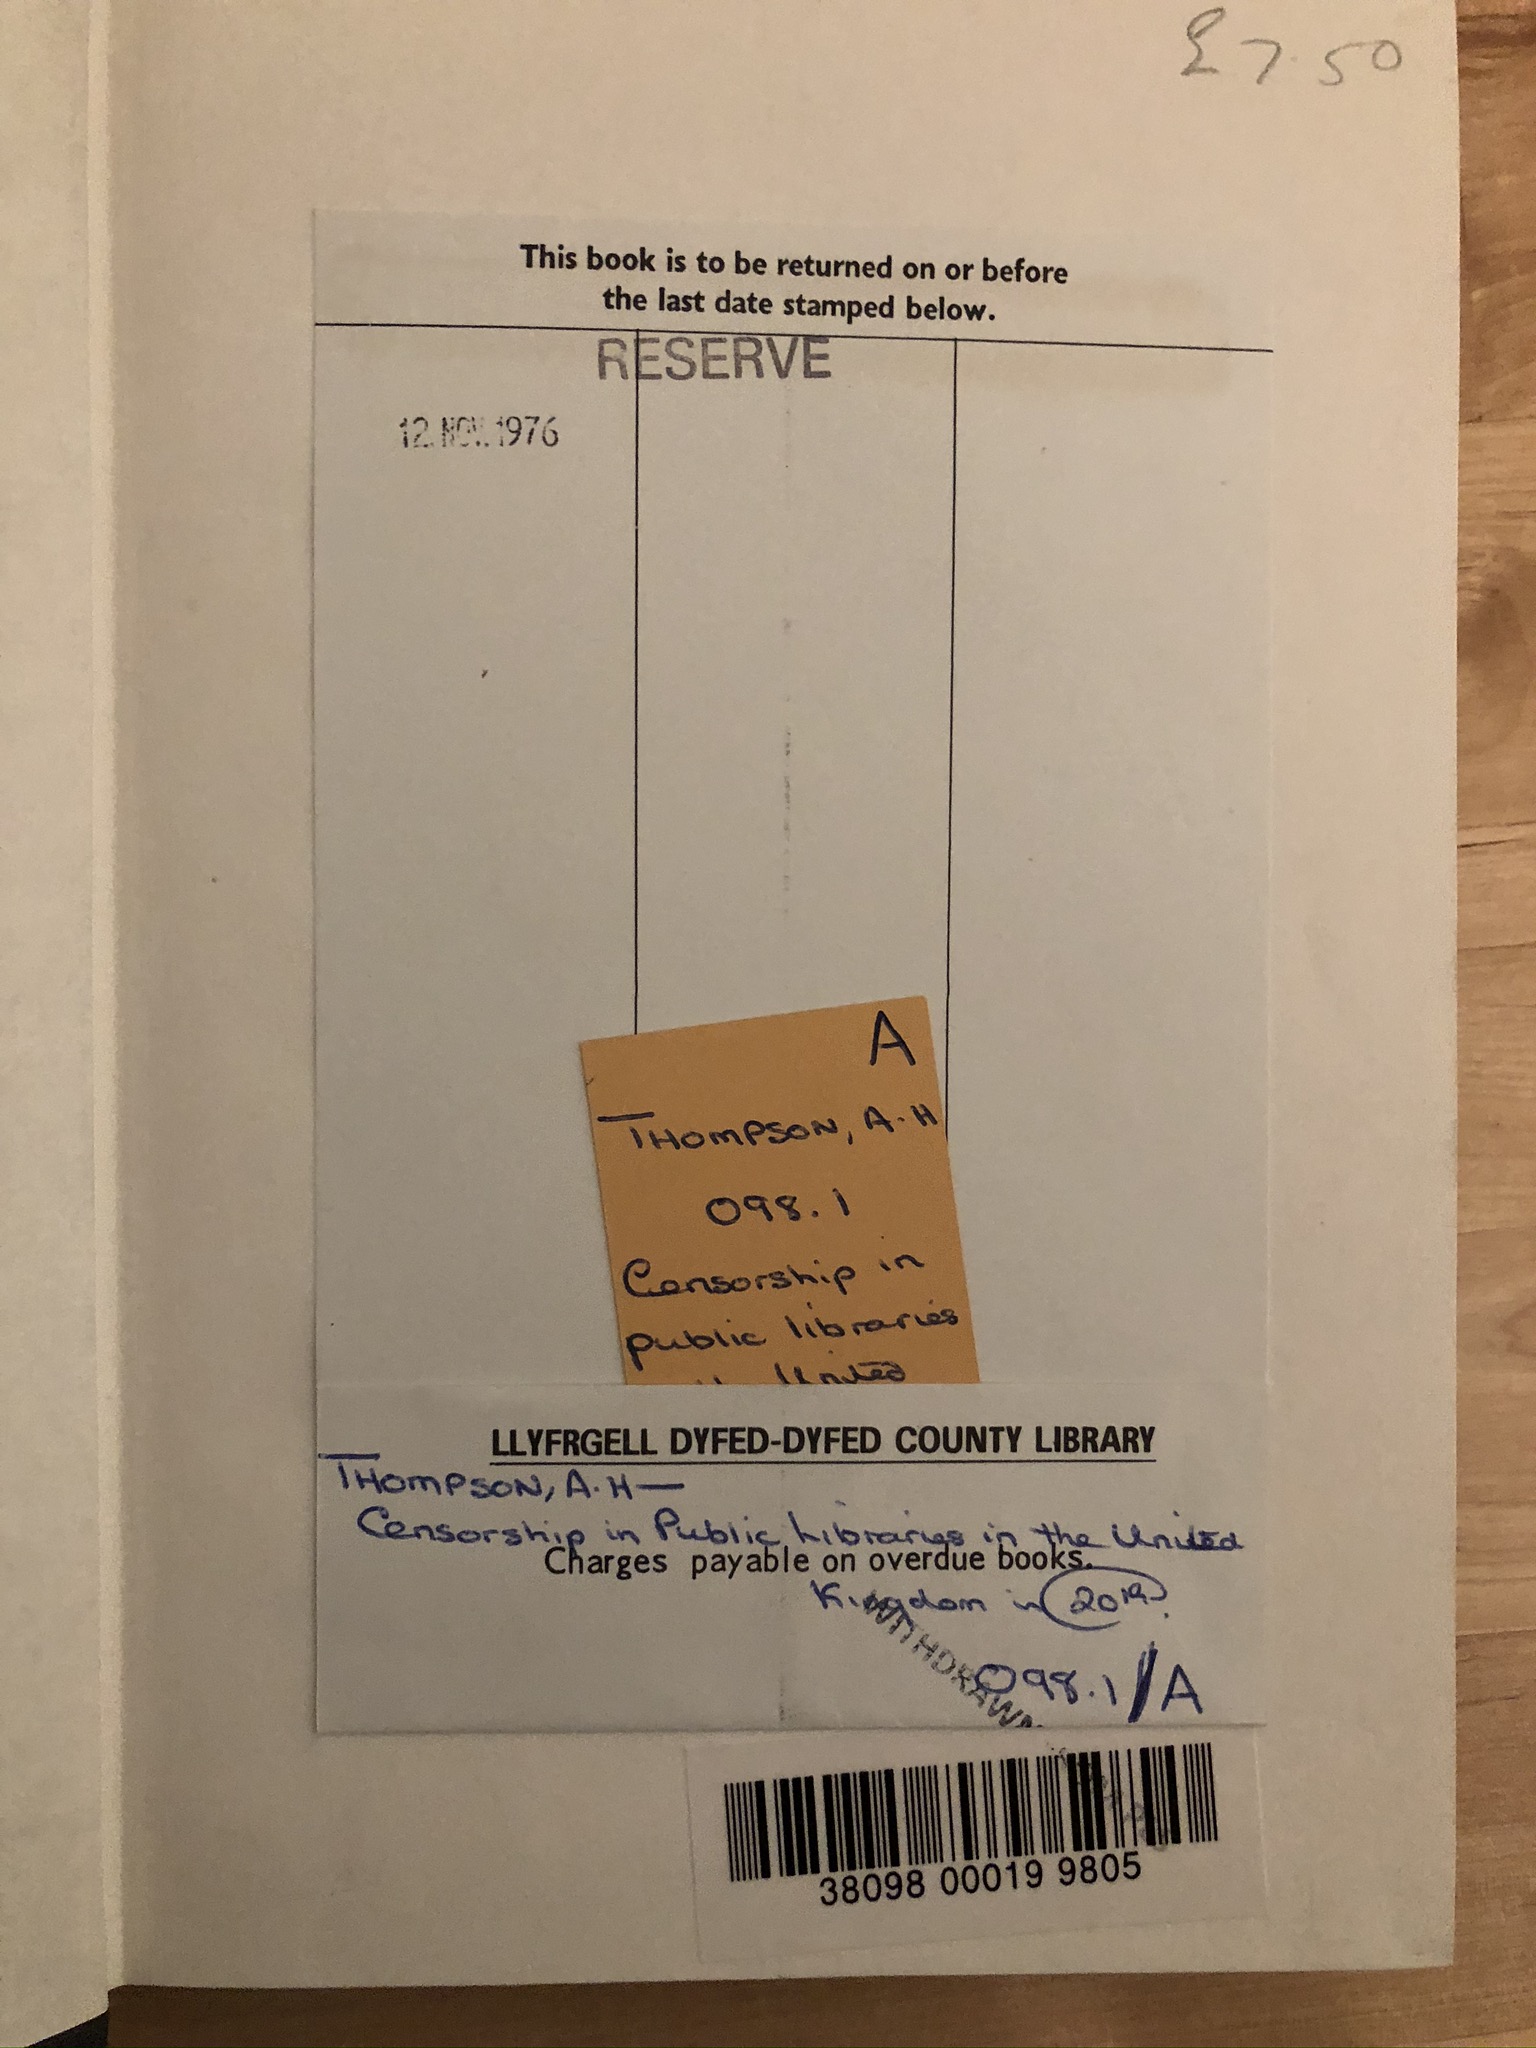 £7.50
This book is to be returned on or before
the last date stamped below.
RESERVE
12. NOV. 1976
A
THOMPSON, A.H
098.1
Censorship in
public libraries
United
LLYFRGELL DYFED-DYFED COUNTY LIBRARY
THOMPSON, A.H—
Censorship in Public Libraries in the United
Charges payable on overdue books.
Kingdom in
WITHDRAWN
098.1/A
38098 00019 9805